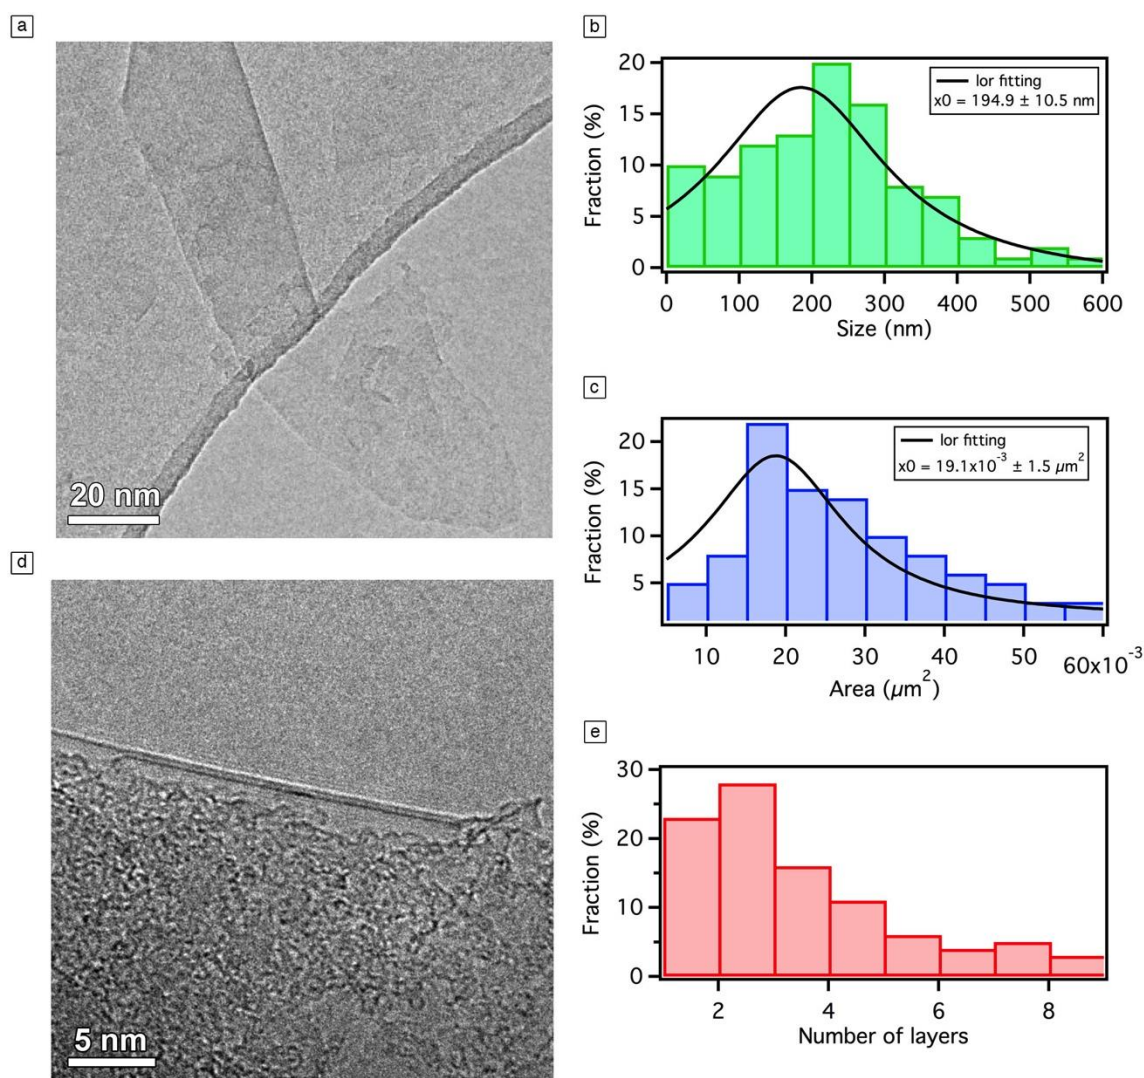 a
20 nm
b
20
15
10
5
0
Fraction (%)
lor fitting
x0 = 194.9 ± 10.5 nm
0 100 200 300 400 500 600
Size (nm)
c
20
15
10
5
Fraction (%)
lor fitting
x0 = 19.1x10⁻³ ± 1.5 µm²
10 20 30 40 50 60x10⁻³
Area (µm²)
d
5 nm
e
30
20
10
0
Fraction (%)
2 4 6 8
Number of layers